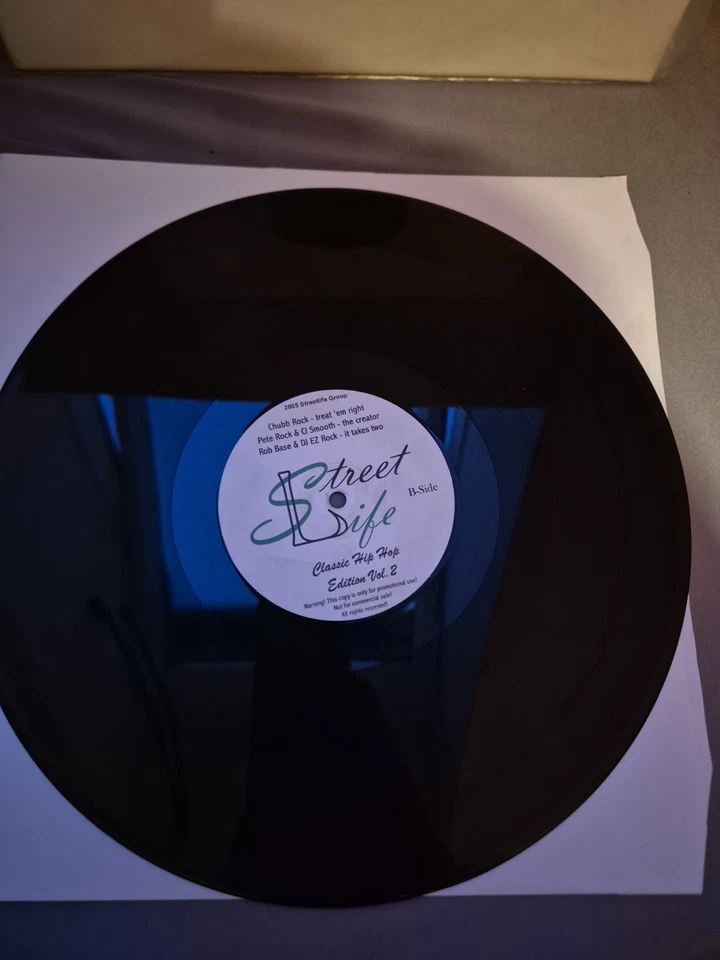 2005 Streetlife Group
Chubb Rock - treat 'em right
Pete Rock & Cl Smooth - the creator
Rob Base & DJ EZ Rock - it takes two
Street
Life
B-Side
Classic Hip Hop
Edition Vol. 2
Warning! This copy is only for promotional use!
Not for commercial sale!
All rights reserved!